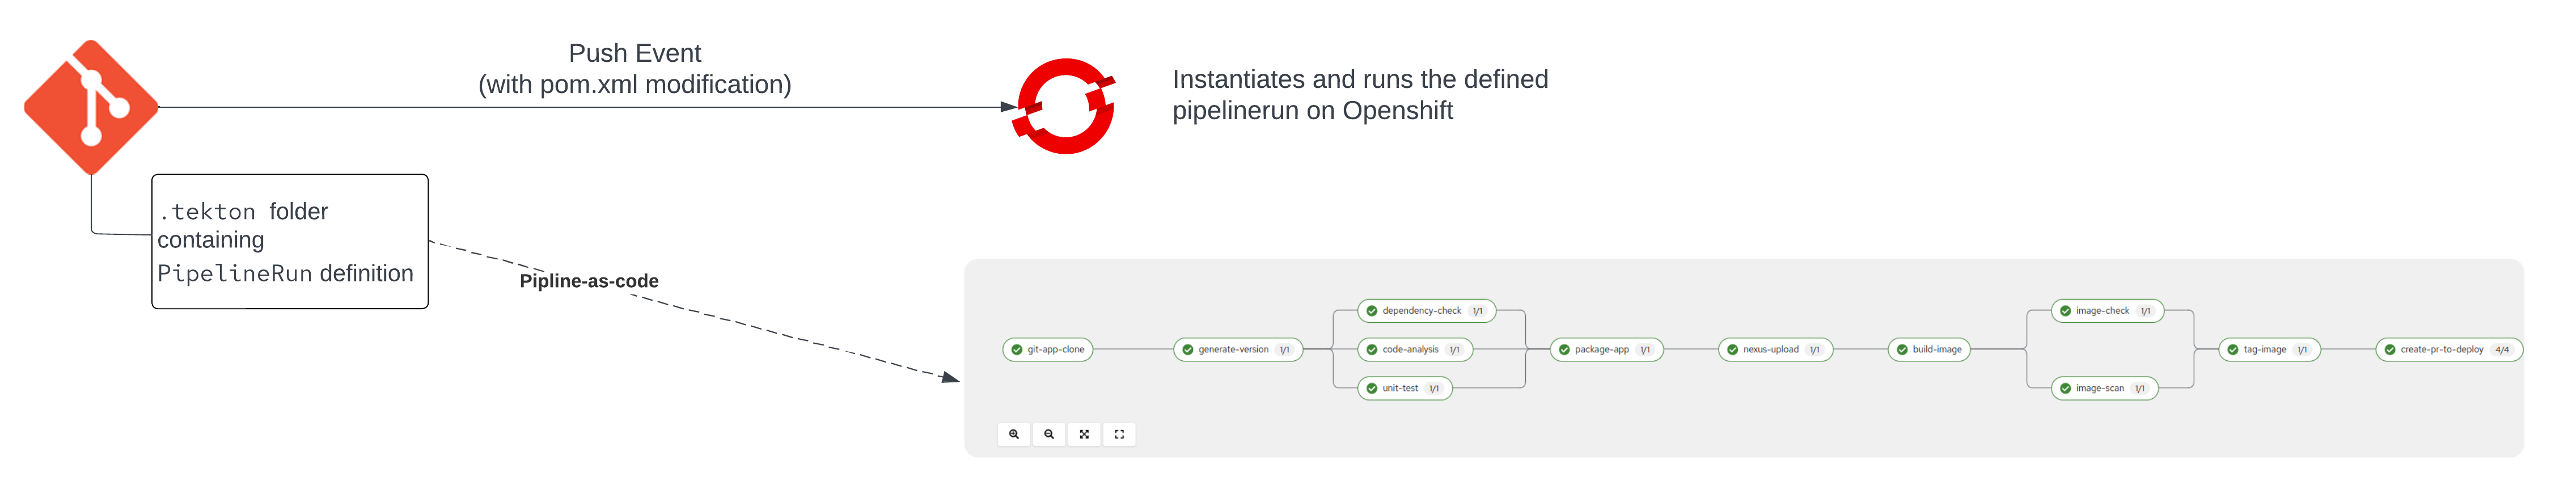 Push Event
(with pom.xml modification)
Instantiates and runs the defined
pipelinerun on Openshift
.tekton folder
containing
PipelineRun definition
Pipline-as-code
git-app-clone
generate-version 1/1
dependency-check 1/1
code-analysis 1/1
unit-test 1/1
package-app 1/1
nexus-upload 1/1
build-image
image-check 1/1
image-scan 1/1
tag-image 1/1
create-pr-to-deploy 4/4